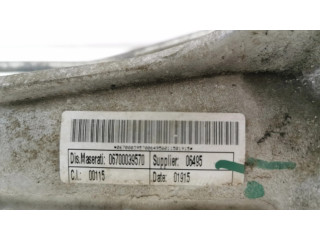 Dis.Maserati: 06700039570 Supplier: 06495
C.I.: 00115 Date: 01915